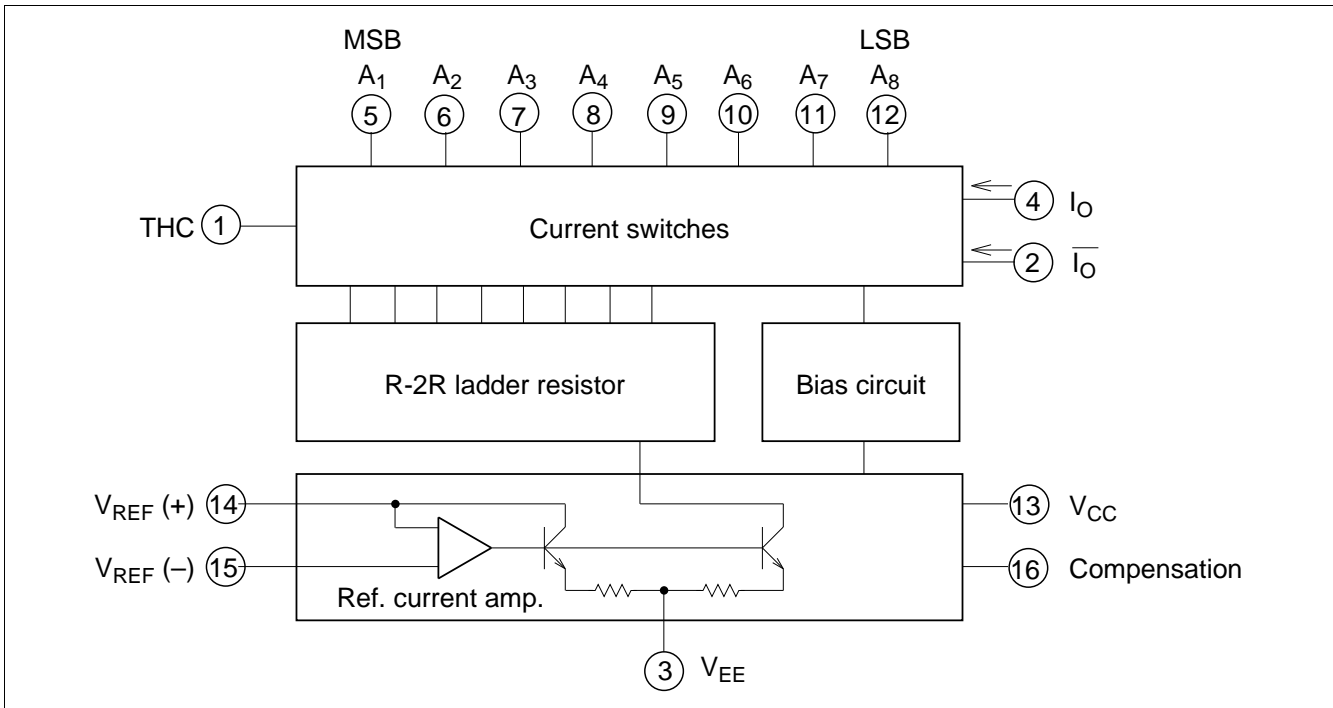 MSB LSB
A1 A2 A3 A4 A5 A6 A7 A8
5 6 7 8 9 10 11 12
THC 1
Current switches
4 IO
2 I̅O̅
R-2R ladder resistor
Bias circuit
VREF (+) 14
VREF (–) 15
Ref. current amp.
13 VCC
16 Compensation
3 VEE